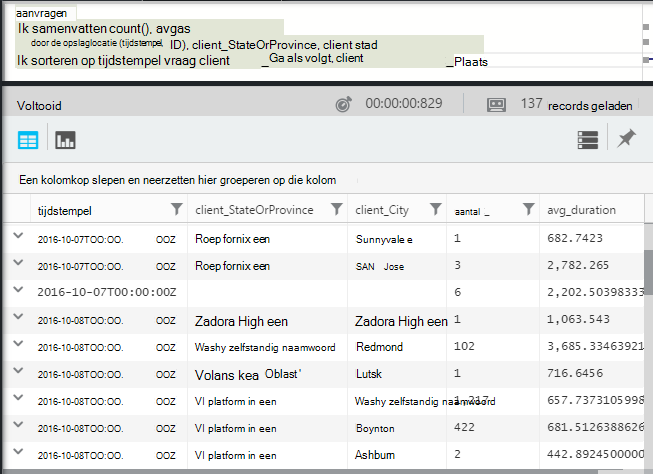 aanvragen
Ik samenvatten count(), avgas
door de opslaglocatie (tijdstempel, ID), client_StateOrProvince, client stad
Ik sorteren op tijdstempel vraag client _Ga als volgt, client _Plaats
Voltooid 00:00:00:829 137 records geladen
Een kolomkop slepen en neerzetten hier groeperen op die kolom
tijdstempel client_StateOrProvince client_City aantal _ avg_duration
2016-10-07TOO:OO. OOZ Roep fornix een Sunnyvale e 1 682.7423
2016-10-07TOO:OO. OOZ Roep fornix een SAN Jose 3 2,782.265
2016-10-07T00:00:00Z 6 2,202.50398333
2016-10-08TOO:OO. OOZ Zadora High een Zadora High een 1 1,063.543
2016-10-08TOO:OO. OOZ Washy zelfstandig naamwoord Redmond 102 3,685.33463921
2016-10-08TOO:OO. OOZ Volans kea Oblast' Lutsk 1 716.6456
2016-10-08TOO:OO. OOZ VI platform in een Washy zelfstandig naamwoord 1,217 657.7373105998
2016-10-08TOO:OO. OOZ VI platform in een Boynton 422 681.5126388626
2016-10-08TOO:OO. OOZ VI platform in een Ashburn 2 442.8924500000